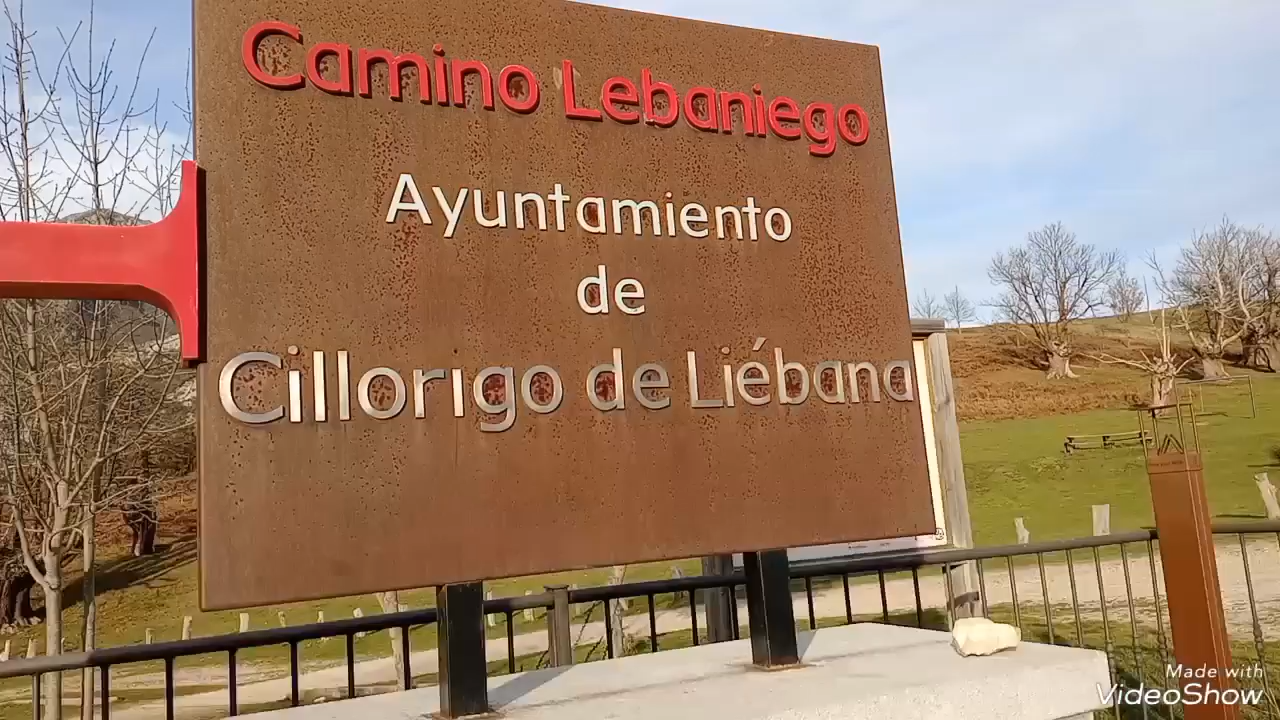 Camino Lebaniego
Ayuntamiento
de
Cillorigo de Liébana
Made with
VideoShow